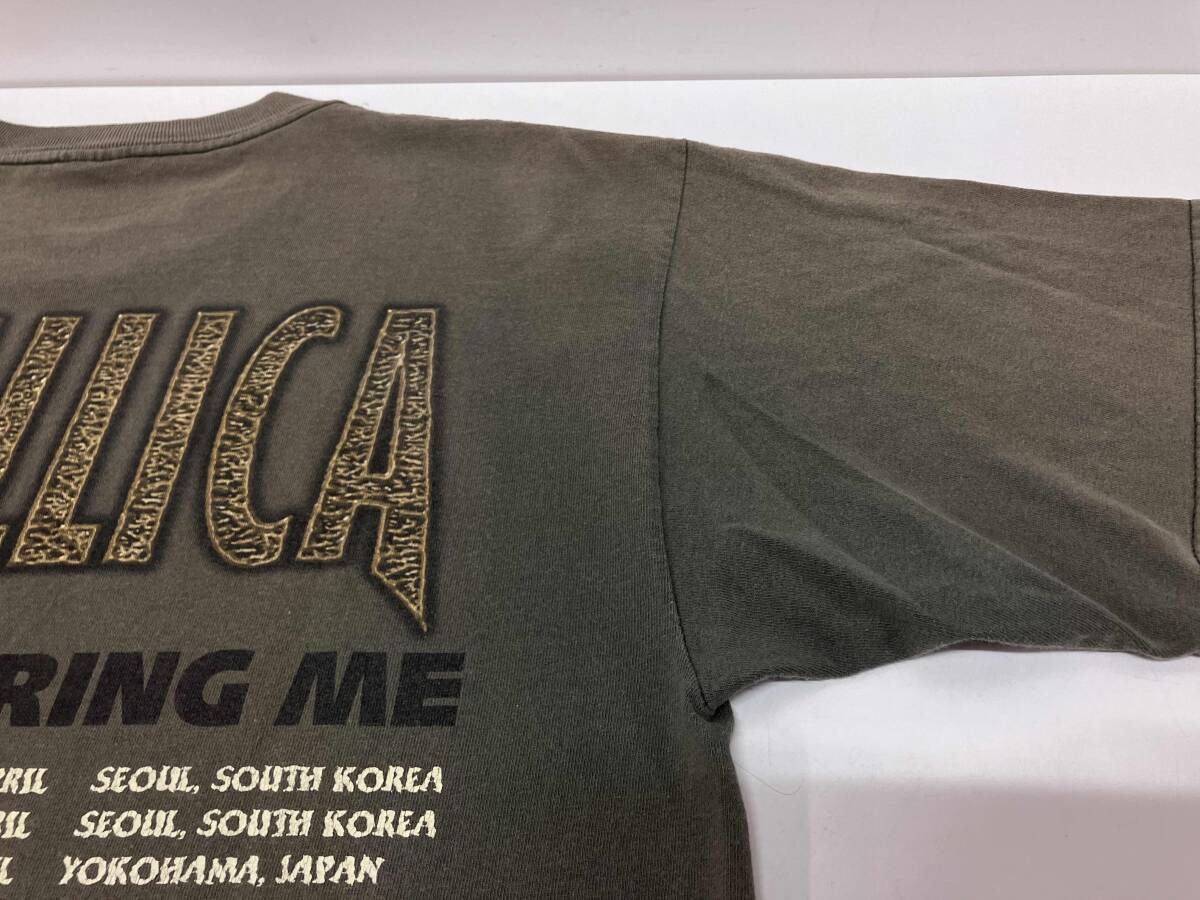 LLICA
RING ME
RIL SEOUL, SOUTH KOREA
RIL SEOUL, SOUTH KOREA
L YOKOHAMA, JAPAN